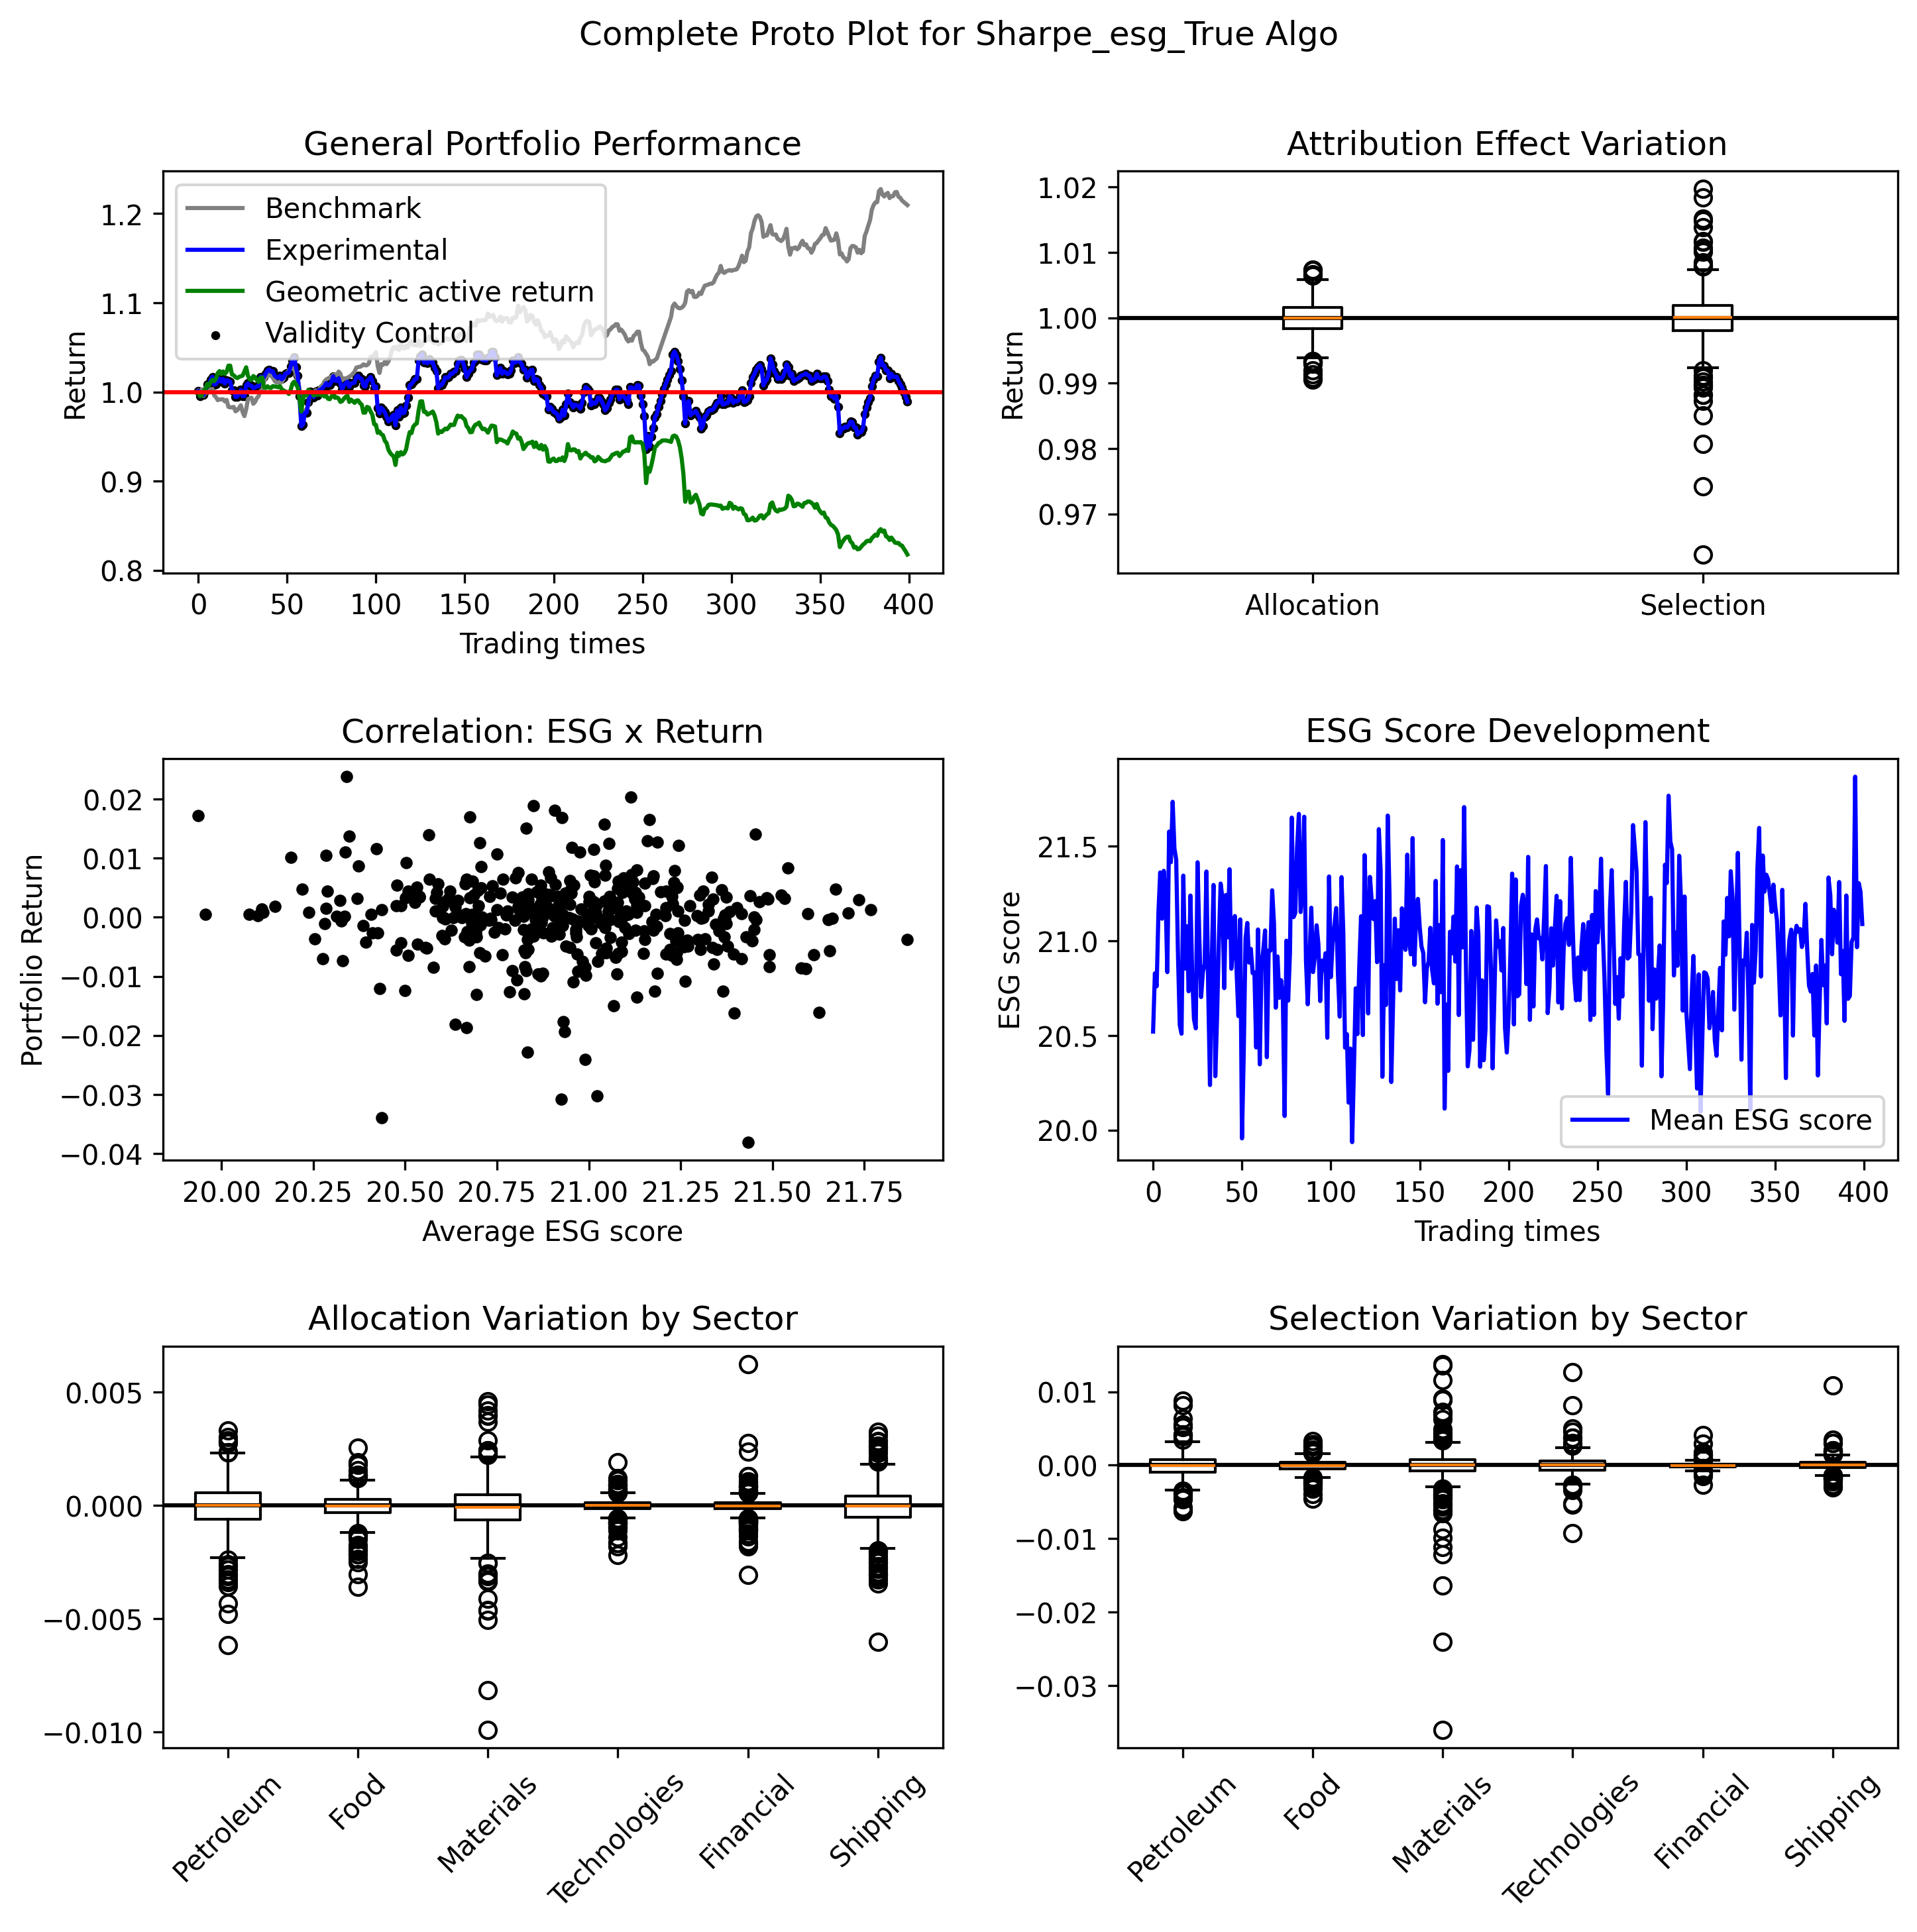 Complete Proto Plot for Sharpe_esg_True Algo
General Portfolio Performance
Return
1.2
1.1
1.0
0.9
0.8
Benchmark
Experimental
Geometric active return
Validity Control
0 50 100 150 200 250 300 350 400
Trading times
Attribution Effect Variation
Return
1.02
1.01
1.00
0.99
0.98
0.97
Allocation Selection
Correlation: ESG x Return
Portfolio Return
0.02
0.01
0.00
−0.01
−0.02
−0.03
−0.04
20.00 20.25 20.50 20.75 21.00 21.25 21.50 21.75
Average ESG score
ESG Score Development
ESG score
21.5
21.0
20.5
20.0
Mean ESG score
0 50 100 150 200 250 300 350 400
Trading times
Allocation Variation by Sector
0.005
0.000
−0.005
−0.010
Petroleum Food Materials Technologies Financial Shipping
Selection Variation by Sector
0.01
0.00
−0.01
−0.02
−0.03
Petroleum Food Materials Technologies Financial Shipping